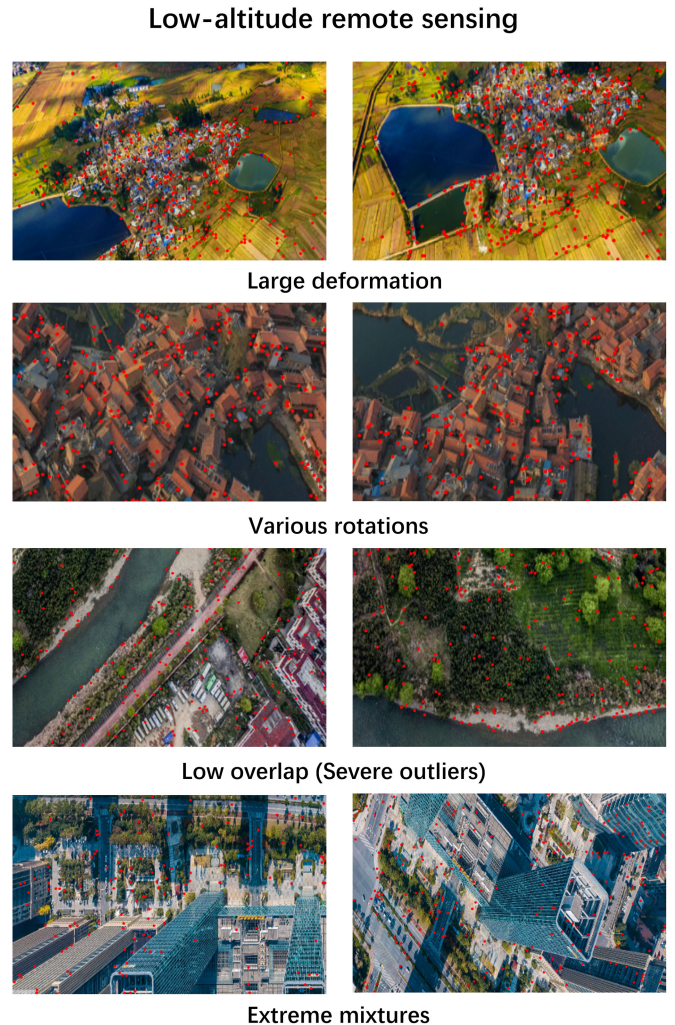 Low-altitude remote sensing
Large deformation
Various rotations
Low overlap (Severe outliers)
Extreme mixtures